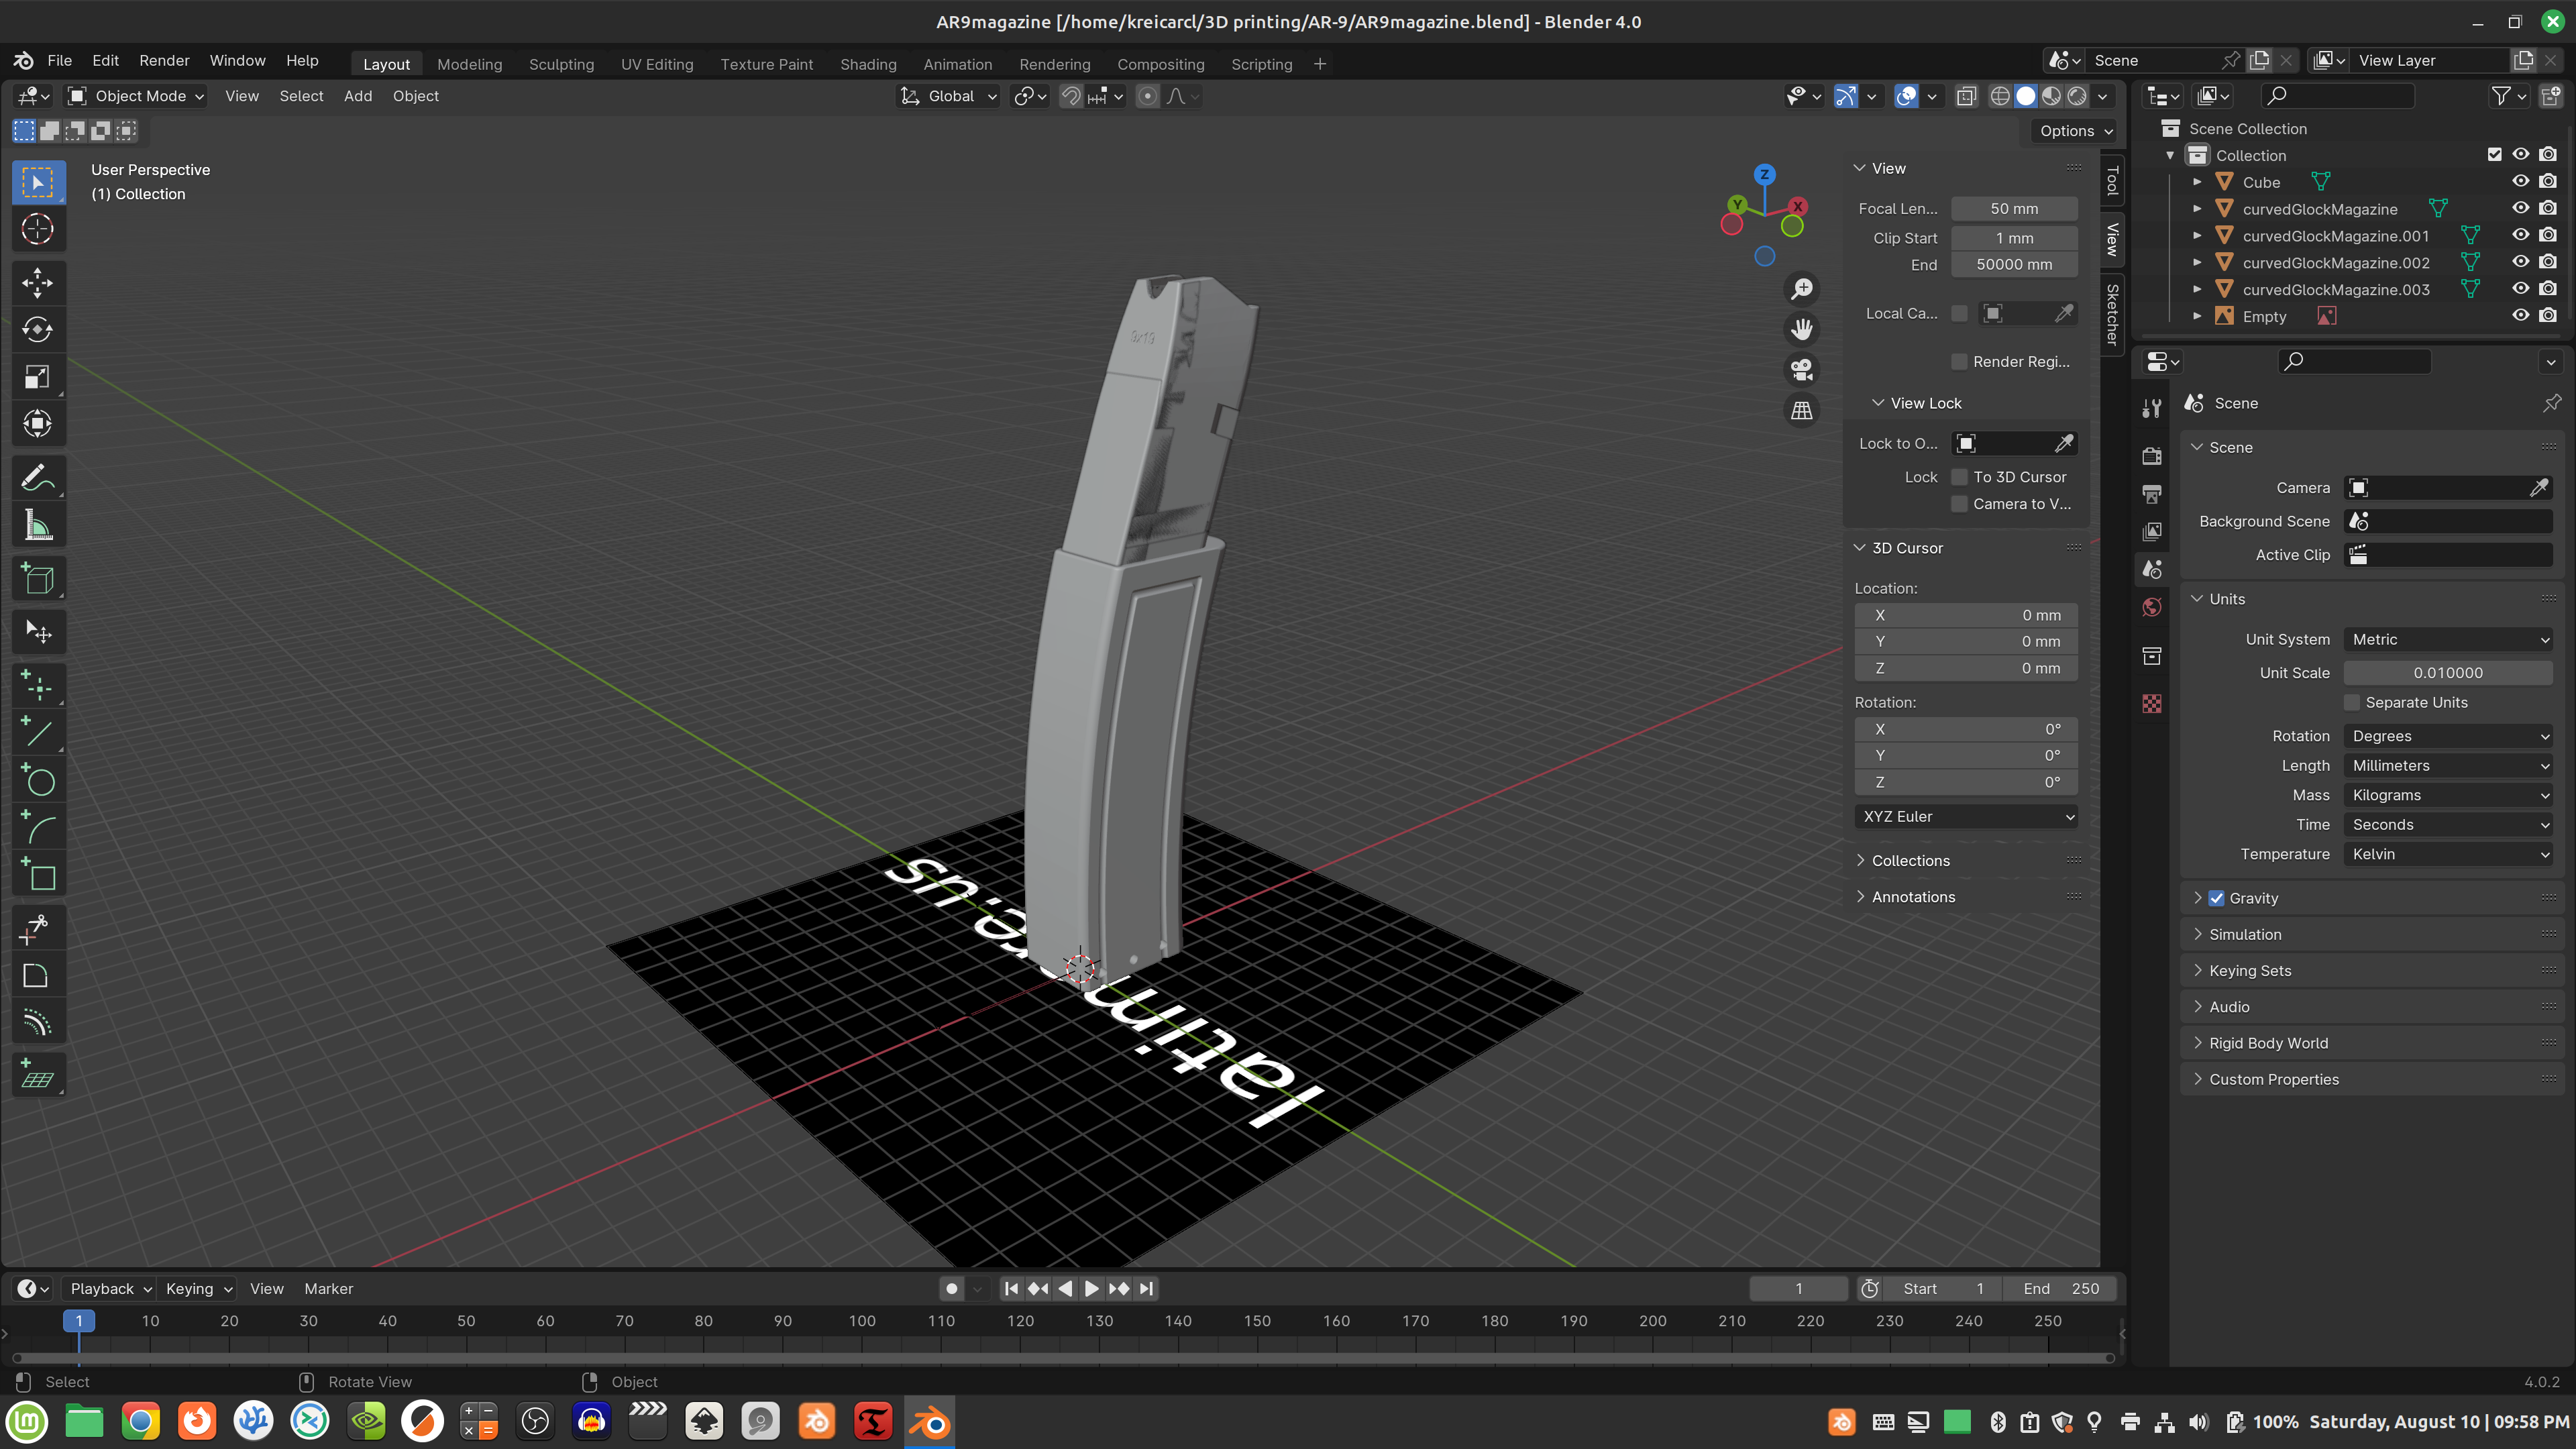 AR9magazine [/home/kreicarcl/3D printing/AR-9/AR9magazine.blend] - Blender 4.0
File Edit Render Window Help Layout Modeling Sculpting UV Editing Texture Paint Shading Animation Rendering Compositing Scripting + Scene View Layer
Object Mode View Select Add Object Global
Options
User Perspective
(1) Collection
9x19
Z
Y
X
View
Focal Len... 50 mm
Clip Start 1 mm
End 50000 mm
Local Ca...
Render Regi...
View Lock
Lock to O...
Lock To 3D Cursor
Camera to V...
3D Cursor
Location:
X 0 mm
Y 0 mm
Z 0 mm
Rotation:
X 0°
Y 0°
Z 0°
XYZ Euler
Collections
Annotations
Tool
View
Sketcher
Scene Collection
Collection
Cube
curvedGlockMagazine
curvedGlockMagazine.001
curvedGlockMagazine.002
curvedGlockMagazine.003
Empty
Scene
Scene
Camera
Background Scene
Active Clip
Units
Unit System Metric
Unit Scale 0.010000
Separate Units
Rotation Degrees
Length Millimeters
Mass Kilograms
Time Seconds
Temperature Kelvin
Gravity
Simulation
Keying Sets
Audio
Rigid Body World
Custom Properties
Playback Keying View Marker 1 Start 1 End 250
1 10 20 30 40 50 60 70 80 90 100 110 120 130 140 150 160 170 180 190 200 210 220 230 240 250
Select Rotate View Object 4.0.2
100% Saturday, August 10 | 09:58 PM